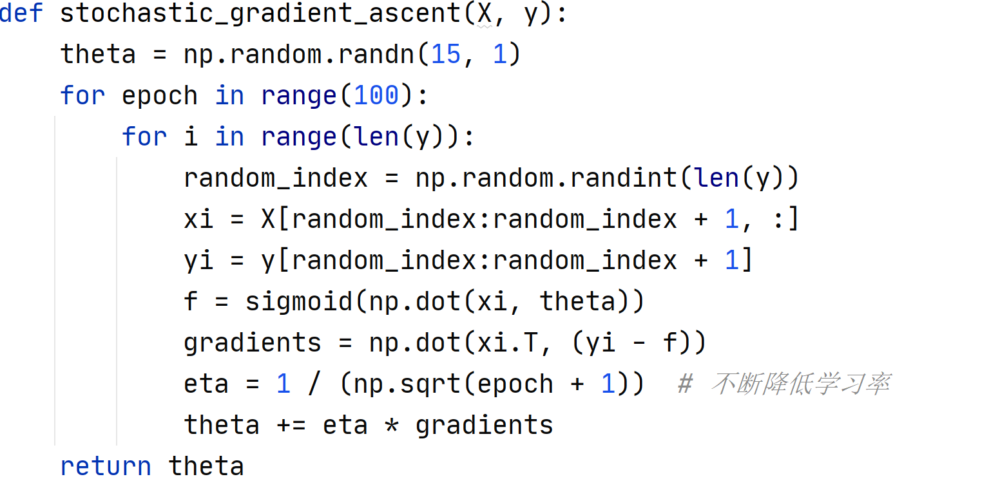 def stochastic_gradient_ascent(X, y):
    theta = np.random.randn(15, 1)
    for epoch in range(100):
        for i in range(len(y)):
            random_index = np.random.randint(len(y))
            xi = X[random_index:random_index + 1, :]
            yi = y[random_index:random_index + 1]
            f = sigmoid(np.dot(xi, theta))
            gradients = np.dot(xi.T, (yi - f))
            eta = 1 / (np.sqrt(epoch + 1))  # 不断降低学习率
            theta += eta * gradients
    return theta